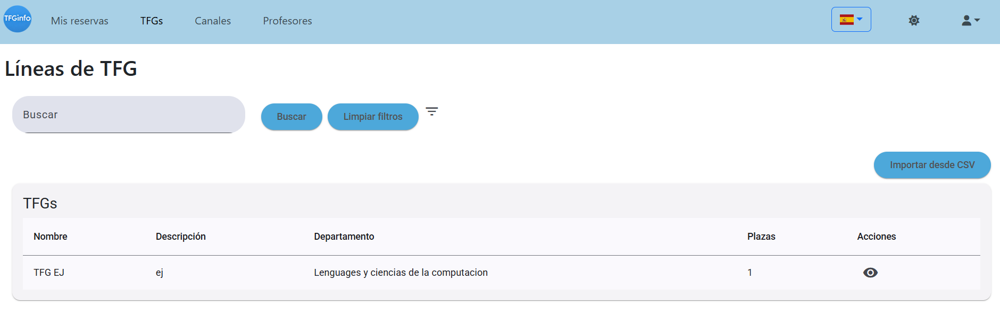 TFGinfo Mis reservas TFGs Canales Profesores
Líneas de TFG
Buscar Buscar Limpiar filtros
Importar desde CSV
TFGs
Nombre Descripción Departamento Plazas Acciones
TFG EJ ej Lenguages y ciencias de la computacion 1